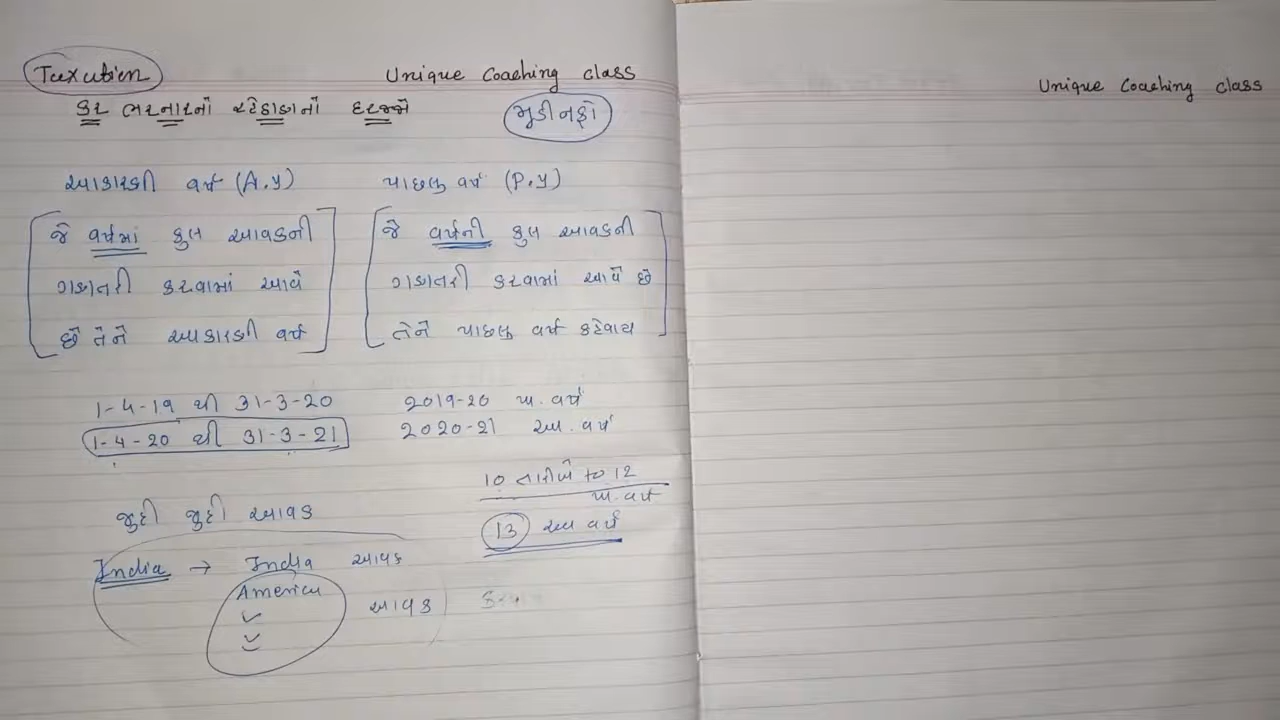 Taxation Unique Coaching Class
કર ભરનારનો રહેઠાણનો દરજ્જો મૂડીનફો
આકારણી વર્ષ (A.y) પાછલુ વર્ષ (P.y)
જે વર્ષમાં કુલ આવકની
ગણતરી કરવામાં આવે
છે તેને આકારણી વર્ષ
જે વર્ષની કુલ આવકની
ગણતરી કરવામાં આવે છે
તેને પાછલુ વર્ષ કહેવાય
1-4-19 થી 31-3-20 2019-20 પા. વર્ષ
1-4-20 થી 31-3-21 2020-21 આ. વર્ષ
10 તારીખે to 12
પા. વર્ષ
13 આ વર્ષ
જુદી જુદી આવક
India → India આવક
America આવક
Unique Coaching Class